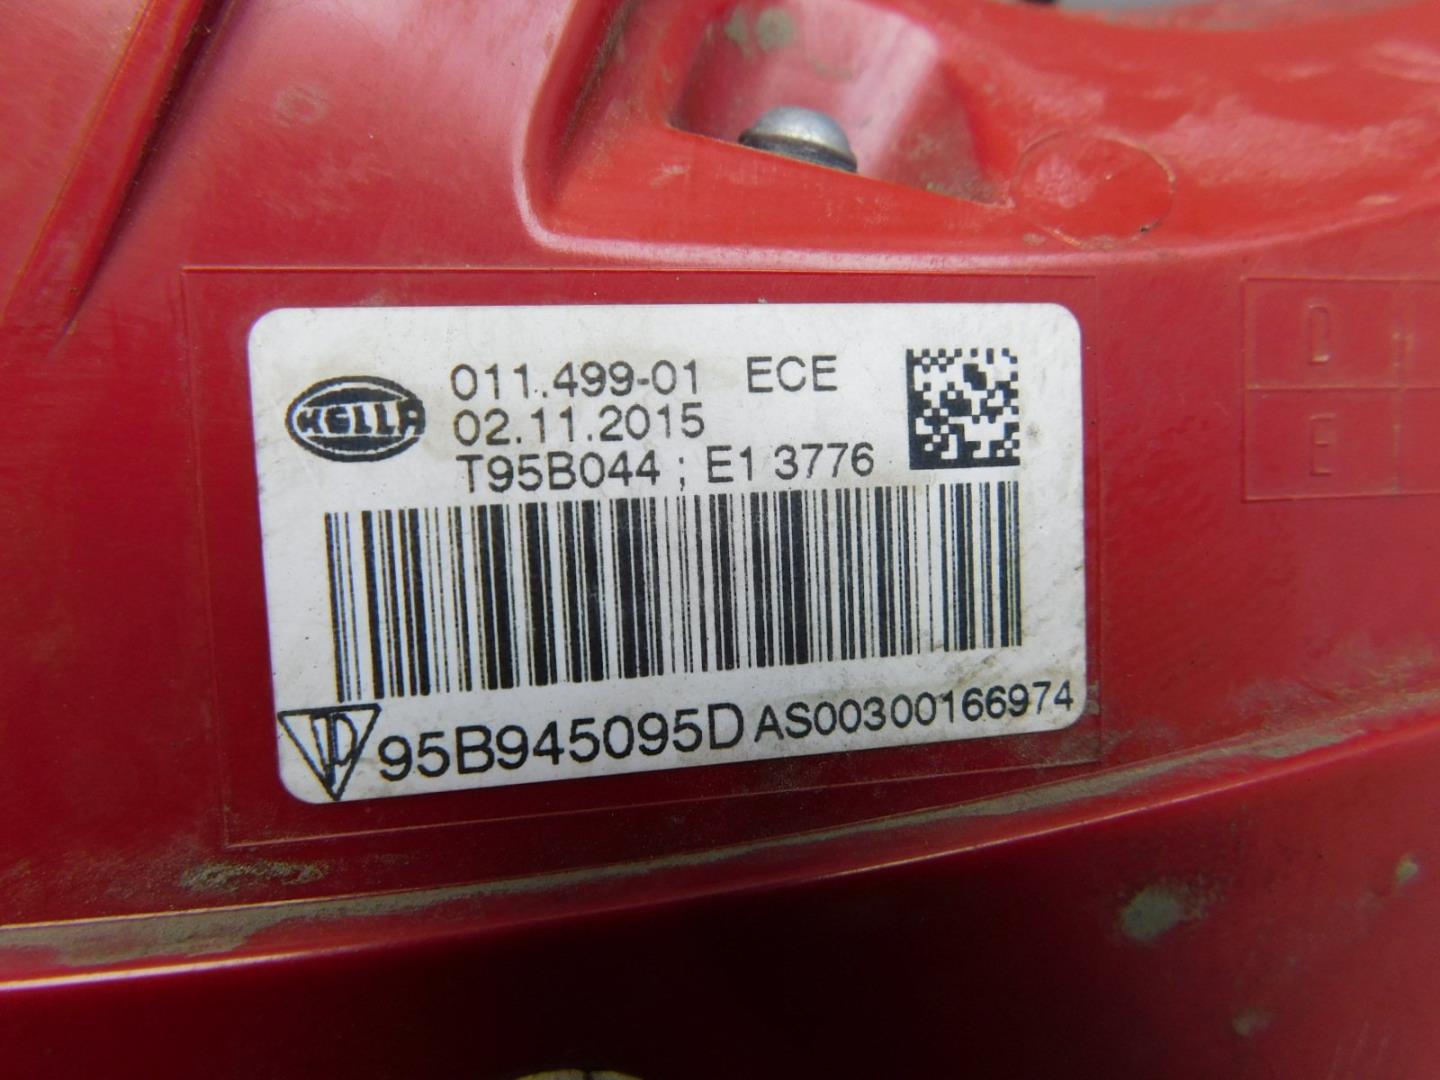 HELLA
011.499-01 ECE
02.11.2015
T95B044 ; E1 3776
95B945095D AS00300166974
D
E